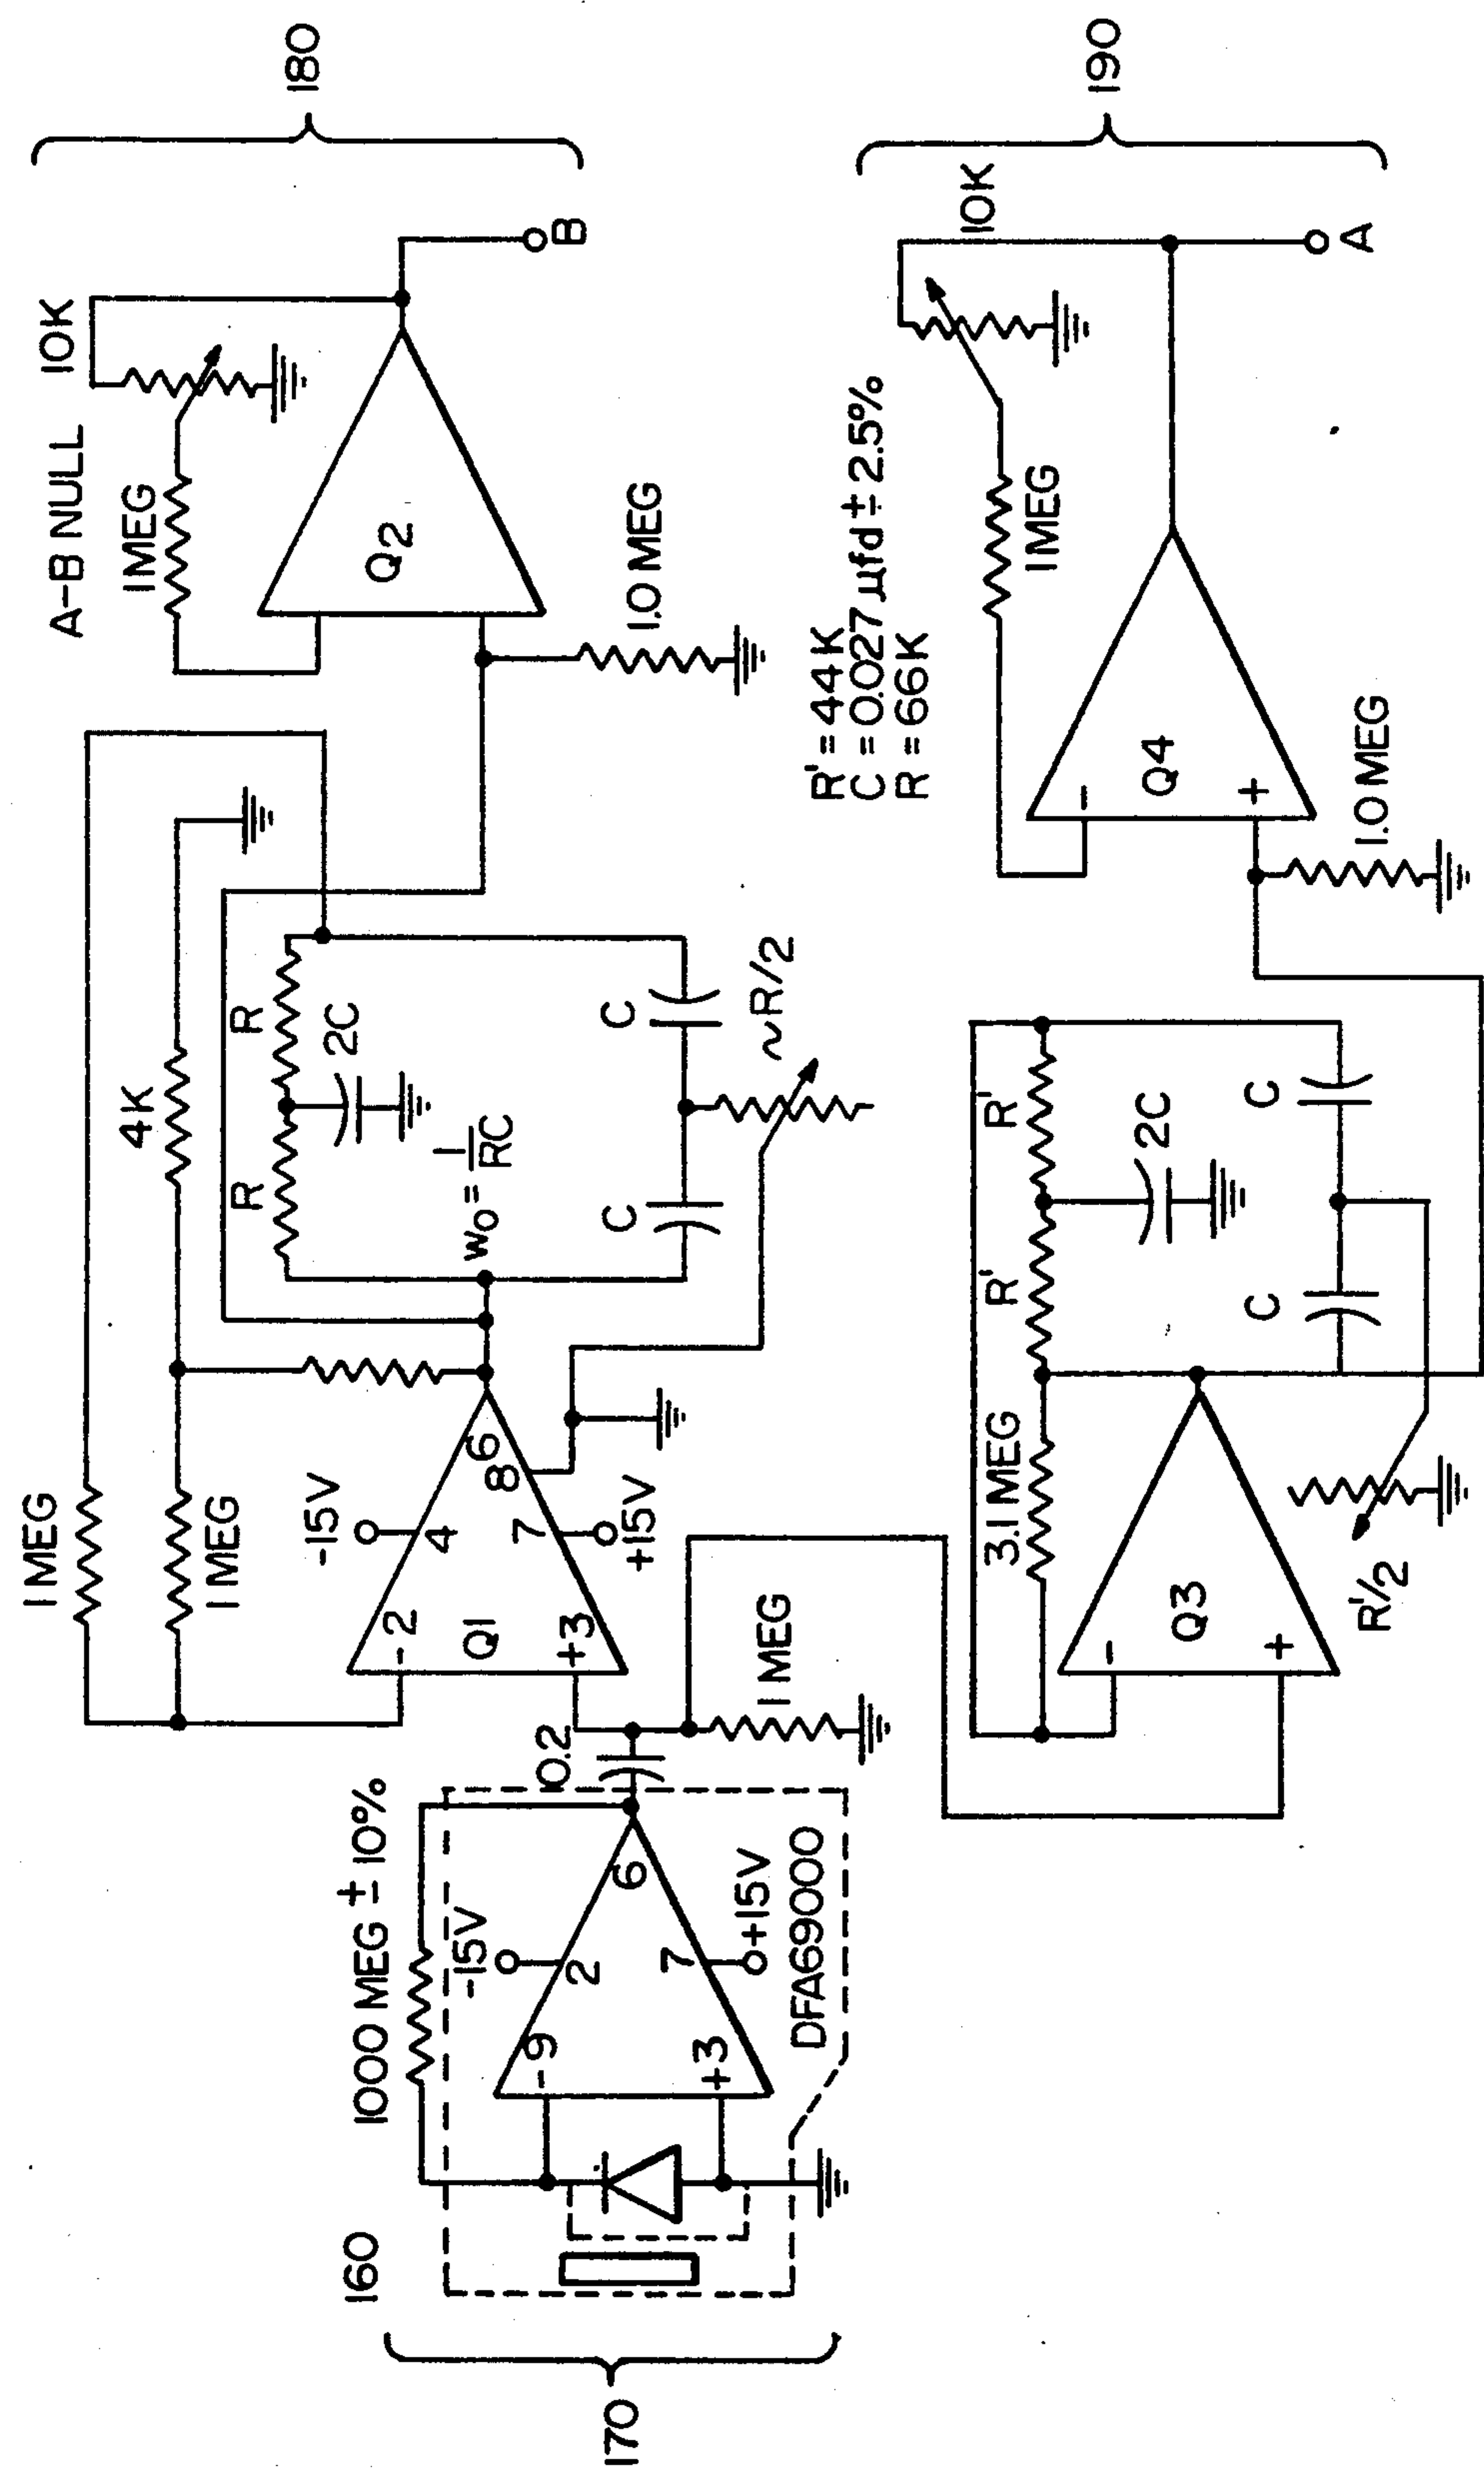 1 MEG
1 MEG
4K
-15V
4
-2
Q1
+3
6
8
7
+15V
R
R
2C
w₀ = 1/RC
C
C
~R/2
A-B NULL
10K
1MEG
Q2
1.0 MEG
B
180
160
1000 MEG ± 10%
-15V
2
-9
+3
6
7
+15V
DFA69000
170
0.2
1 MEG
3.1 MEG
R'
R'
2C
-
Q3
+
C
C
R'/2
R' = 44K
C = 0.027 µfd ± 2.5%
R = 66K
10K
1MEG
-
Q4
+
1.0 MEG
A
190